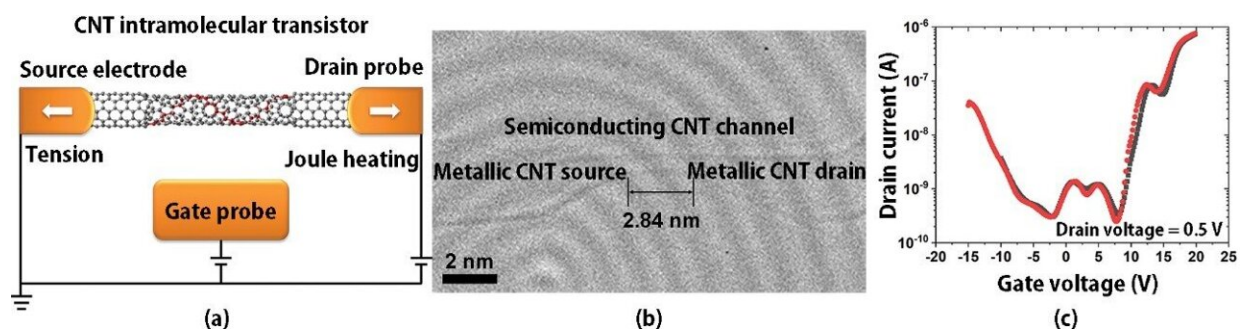 CNT intramolecular transistor
Source electrode
Drain probe
Tension
Joule heating
Gate probe
(a)
Semiconducting CNT channel
Metallic CNT source
Metallic CNT drain
2.84 nm
2 nm
(b)
Drain current (A)
10-6
10-7
10-8
10-9
10-10
Drain voltage = 0.5 V
-20 -15 -10 -5 0 5 10 15 20 25
Gate voltage (V)
(c)